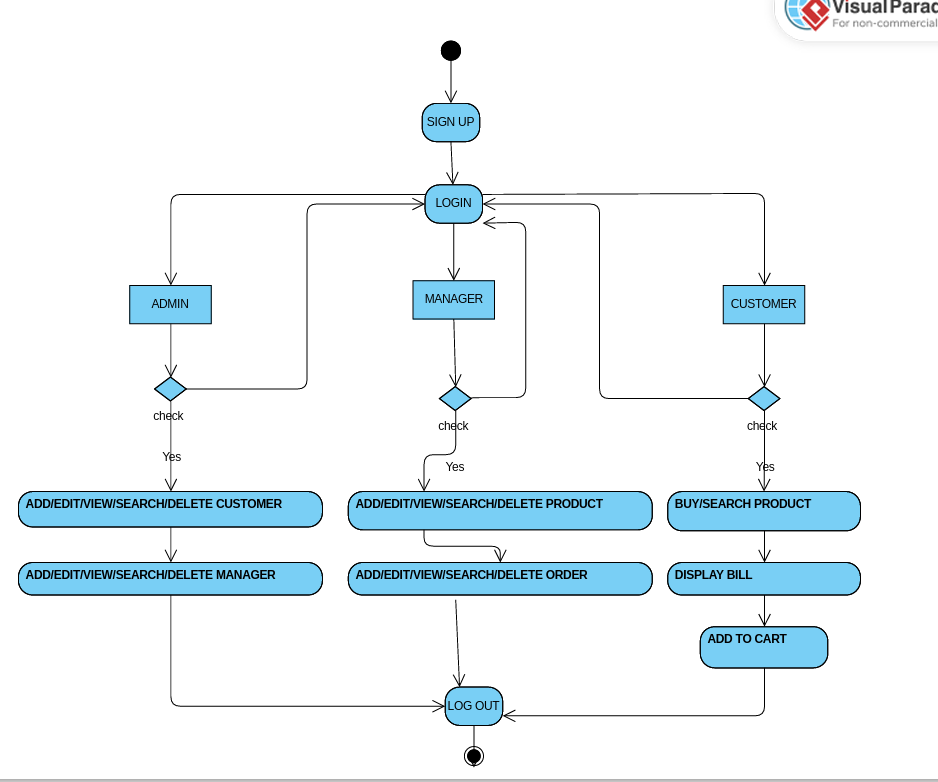 VisualParad
For non-commercial
SIGN UP
LOGIN
ADMIN
MANAGER
CUSTOMER
check
check
check
Yes
Yes
Yes
ADD/EDIT/VIEW/SEARCH/DELETE CUSTOMER
ADD/EDIT/VIEW/SEARCH/DELETE PRODUCT
BUY/SEARCH PRODUCT
ADD/EDIT/VIEW/SEARCH/DELETE MANAGER
ADD/EDIT/VIEW/SEARCH/DELETE ORDER
DISPLAY BILL
ADD TO CART
LOG OUT